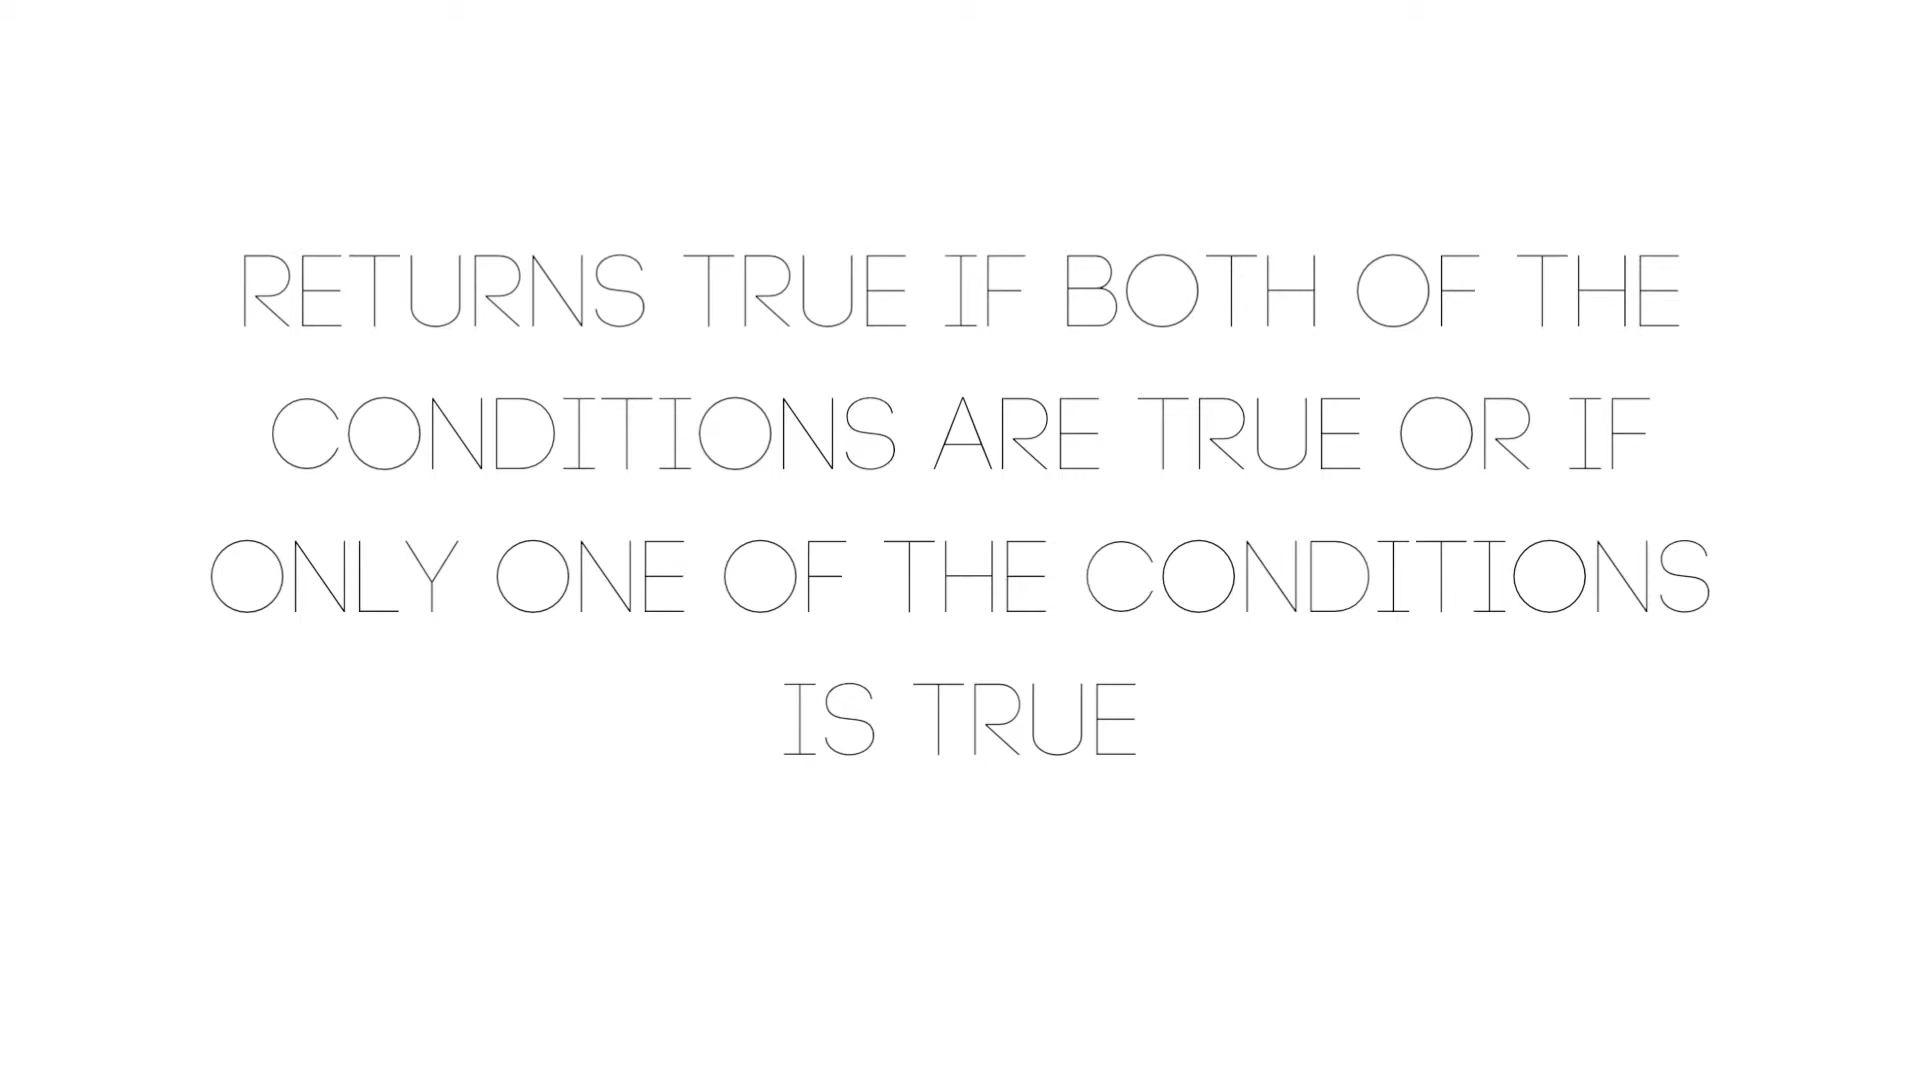 RETURNS TRUE IF BOTH OF THE
CONDITIONS ARE TRUE OR IF
ONLY ONE OF THE CONDITIONS
IS TRUE